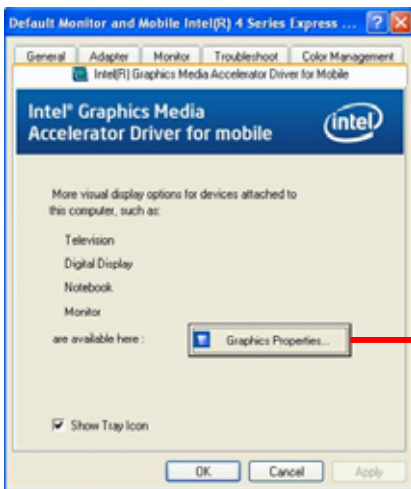 Default Monitor and Mobile Intel(R) 4 Series Express ...
General Adapter Monitor Troubleshoot Color Management
Intel(R) Graphics Media Accelerator Driver for Mobile
Intel® Graphics Media
Accelerator Driver for mobile
intel
More visual display options for devices attached to
this computer, such as:
Television
Digital Display
Notebook
Monitor
are available here :
Graphics Properties...
Show Tray Icon
OK Cancel Apply